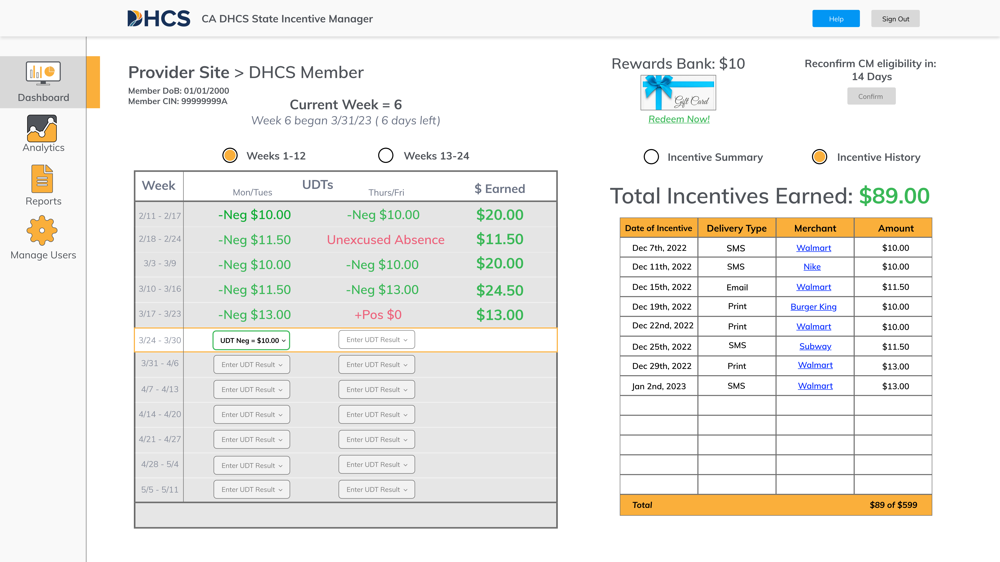 DHCS CA DHCS State Incentive Manager Help Sign Out
Dashboard
Analytics
Reports
Manage Users
Provider Site > DHCS Member
Member DoB: 01/01/2000
Member CIN: 99999999A
Current Week = 6
Week 6 began 3/31/23 ( 6 days left)
Rewards Bank: $10
Gift Card
Redeem Now!
Reconfirm CM eligibility in:
14 Days
Confirm
Weeks 1-12 Weeks 13-24
Week UDTs $ Earned
Mon/Tues Thurs/Fri
2/11 - 2/17 -Neg $10.00 -Neg $10.00 $20.00
2/18 - 2/24 -Neg $11.50 Unexcused Absence $11.50
3/3 - 3/9 -Neg $10.00 -Neg $10.00 $20.00
3/10 - 3/16 -Neg $11.50 -Neg $13.00 $24.50
3/17 - 3/23 -Neg $13.00 +Pos $0 $13.00
3/24 - 3/30 UDT Neg = $10.00 Enter UDT Result
3/31 - 4/6 Enter UDT Result Enter UDT Result
4/7 - 4/13 Enter UDT Result Enter UDT Result
4/14 - 4/20 Enter UDT Result Enter UDT Result
4/21 - 4/27 Enter UDT Result Enter UDT Result
4/28 - 5/4 Enter UDT Result Enter UDT Result
5/5 - 5/11 Enter UDT Result Enter UDT Result
Incentive Summary Incentive History
Total Incentives Earned: $89.00
Date of Incentive Delivery Type Merchant Amount
Dec 7th, 2022 SMS Walmart $10.00
Dec 11th, 2022 SMS Nike $10.00
Dec 15th, 2022 Email Walmart $11.50
Dec 19th, 2022 Print Burger King $10.00
Dec 22nd, 2022 Print Walmart $10.00
Dec 25th, 2022 SMS Subway $11.50
Dec 29th, 2022 Print Walmart $13.00
Jan 2nd, 2023 SMS Walmart $13.00
Total $89 of $599